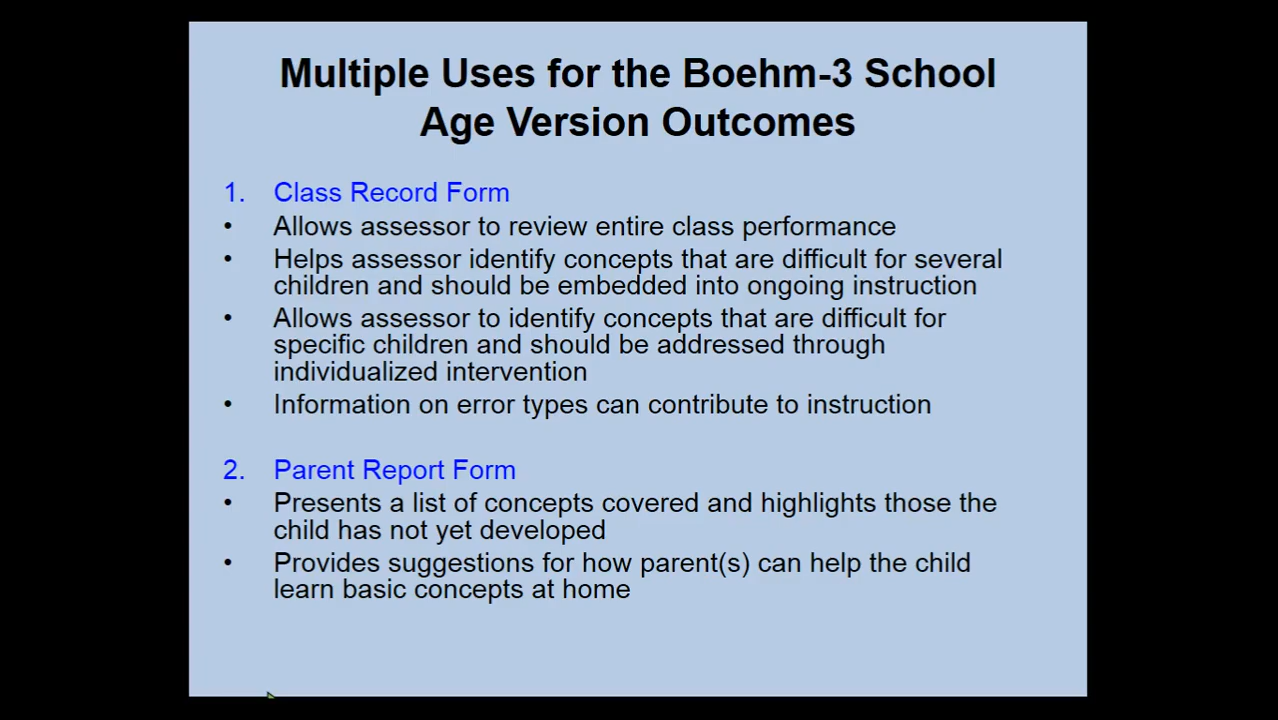 Multiple Uses for the Boehm-3 School
Age Version Outcomes
1. Class Record Form
• Allows assessor to review entire class performance
• Helps assessor identify concepts that are difficult for several
children and should be embedded into ongoing instruction
• Allows assessor to identify concepts that are difficult for
specific children and should be addressed through
individualized intervention
• Information on error types can contribute to instruction
2. Parent Report Form
• Presents a list of concepts covered and highlights those the
child has not yet developed
• Provides suggestions for how parent(s) can help the child
learn basic concepts at home